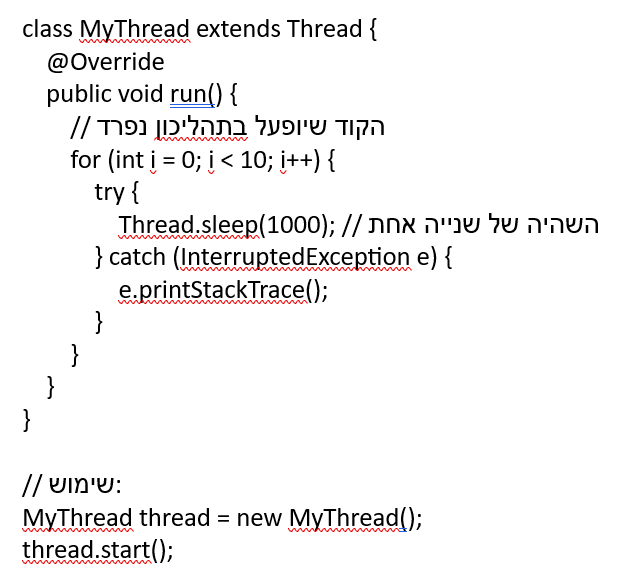 class MyThread extends Thread {
@Override
public void run() {
// הקוד שיופעל בתהליכון נפרד
for (int i = 0; i < 10; i++) {
try {
Thread.sleep(1000); // השהיה של שנייה אחת
} catch (InterruptedException e) {
e.printStackTrace();
}
}
}
}
// שימוש:
MyThread thread = new MyThread();
thread.start();